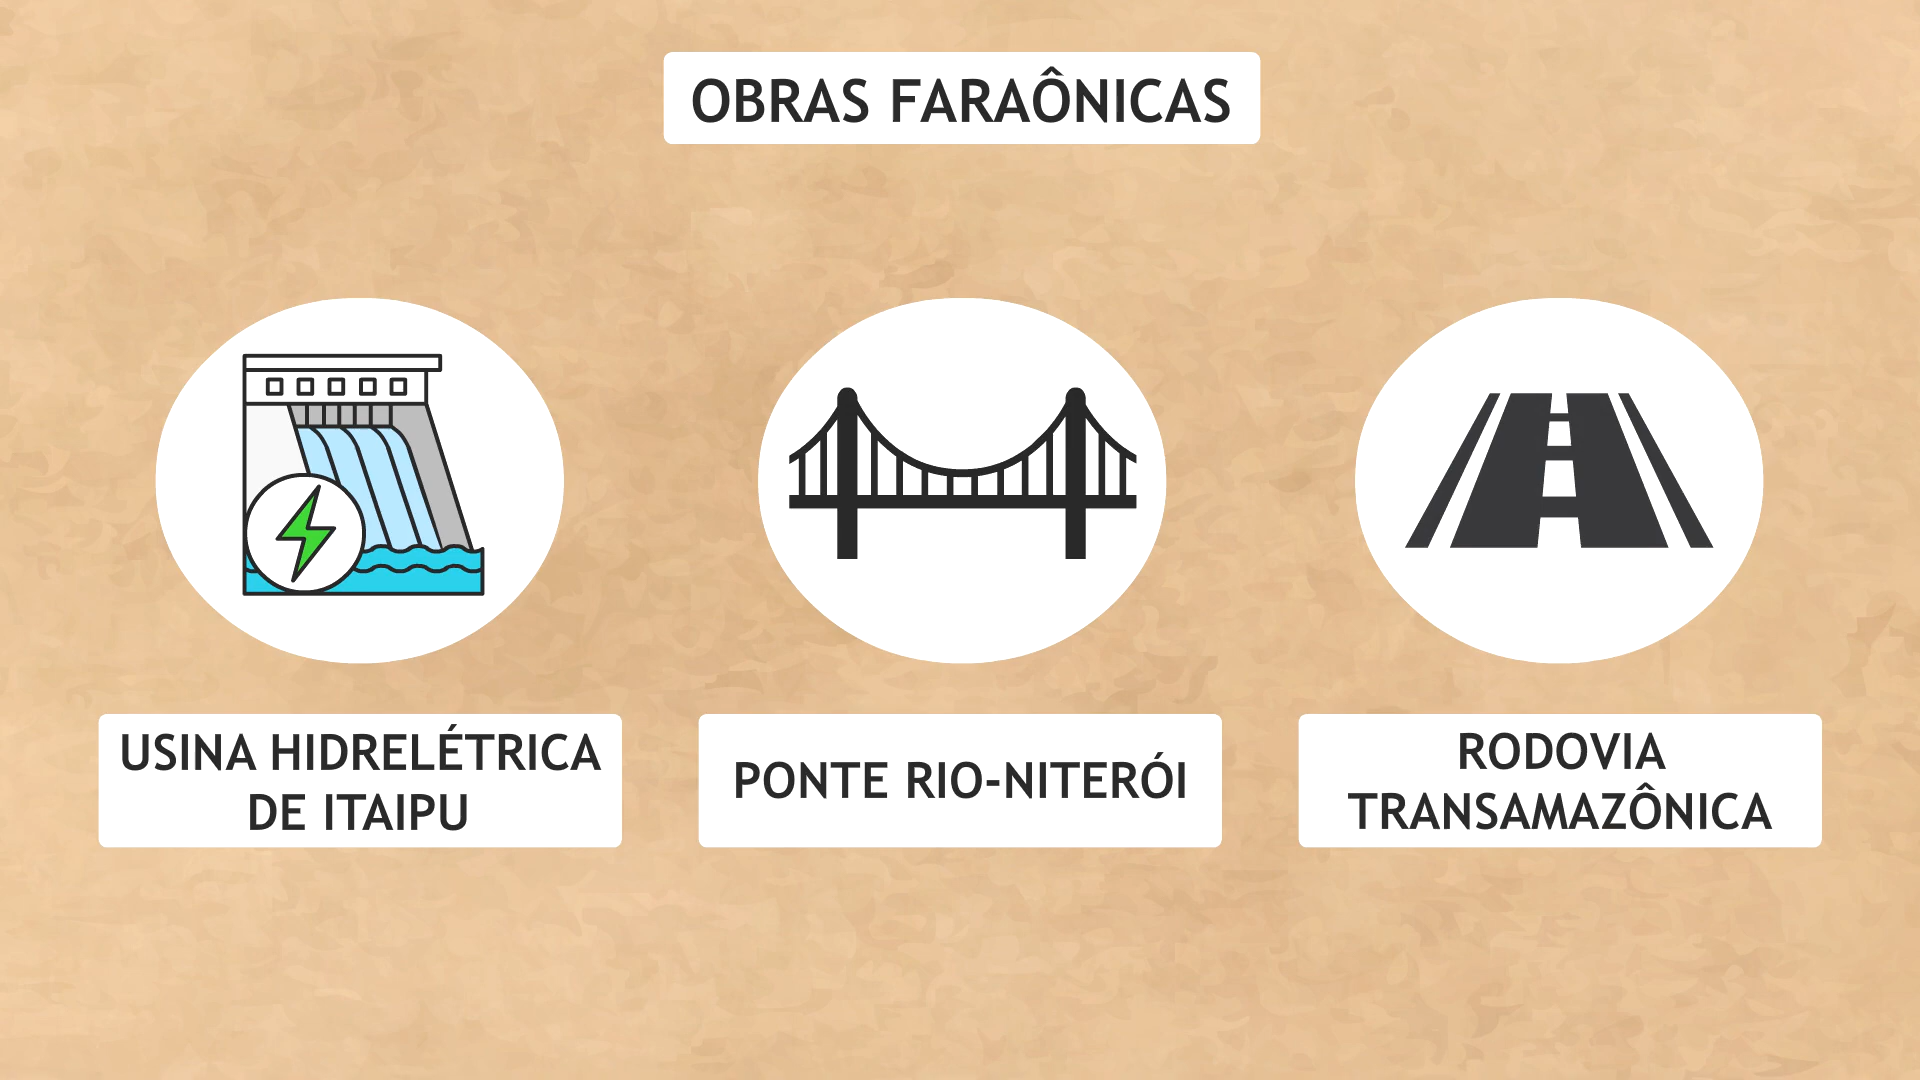 OBRAS FARAÔNICAS
USINA HIDRELÉTRICA
DE ITAIPU
PONTE RIO-NITERÓI
RODOVIA
TRANSAMAZÔNICA